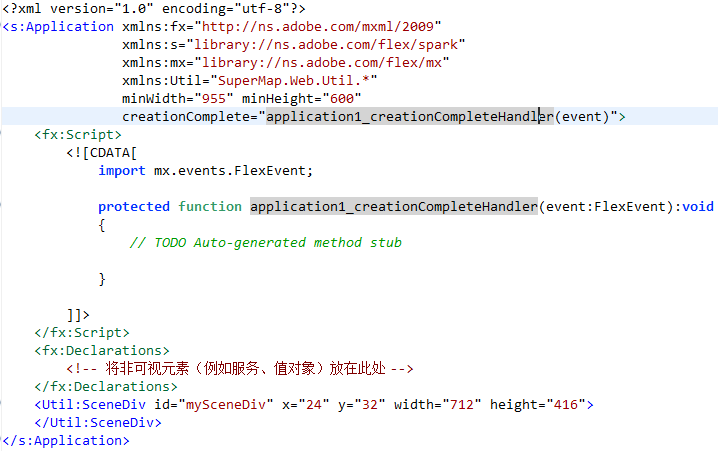 <?xml version="1.0" encoding="utf-8"?>
<s:Application xmlns:fx="http://ns.adobe.com/mxml/2009"
xmlns:s="library://ns.adobe.com/flex/spark"
xmlns:mx="library://ns.adobe.com/flex/mx"
xmlns:Util="SuperMap.Web.Util.*"
minWidth="955" minHeight="600"
creationComplete="application1_creationCompleteHandler(event)">
<fx:Script>
<![CDATA[
import mx.events.FlexEvent;
protected function application1_creationCompleteHandler(event:FlexEvent):void
{
// TODO Auto-generated method stub
}
]]>
</fx:Script>
<fx:Declarations>
<!-- 将非可视元素（例如服务、值对象）放在此处 -->
</fx:Declarations>
<Util:SceneDiv id="mySceneDiv" x="24" y="32" width="712" height="416">
</Util:SceneDiv>
</s:Application>